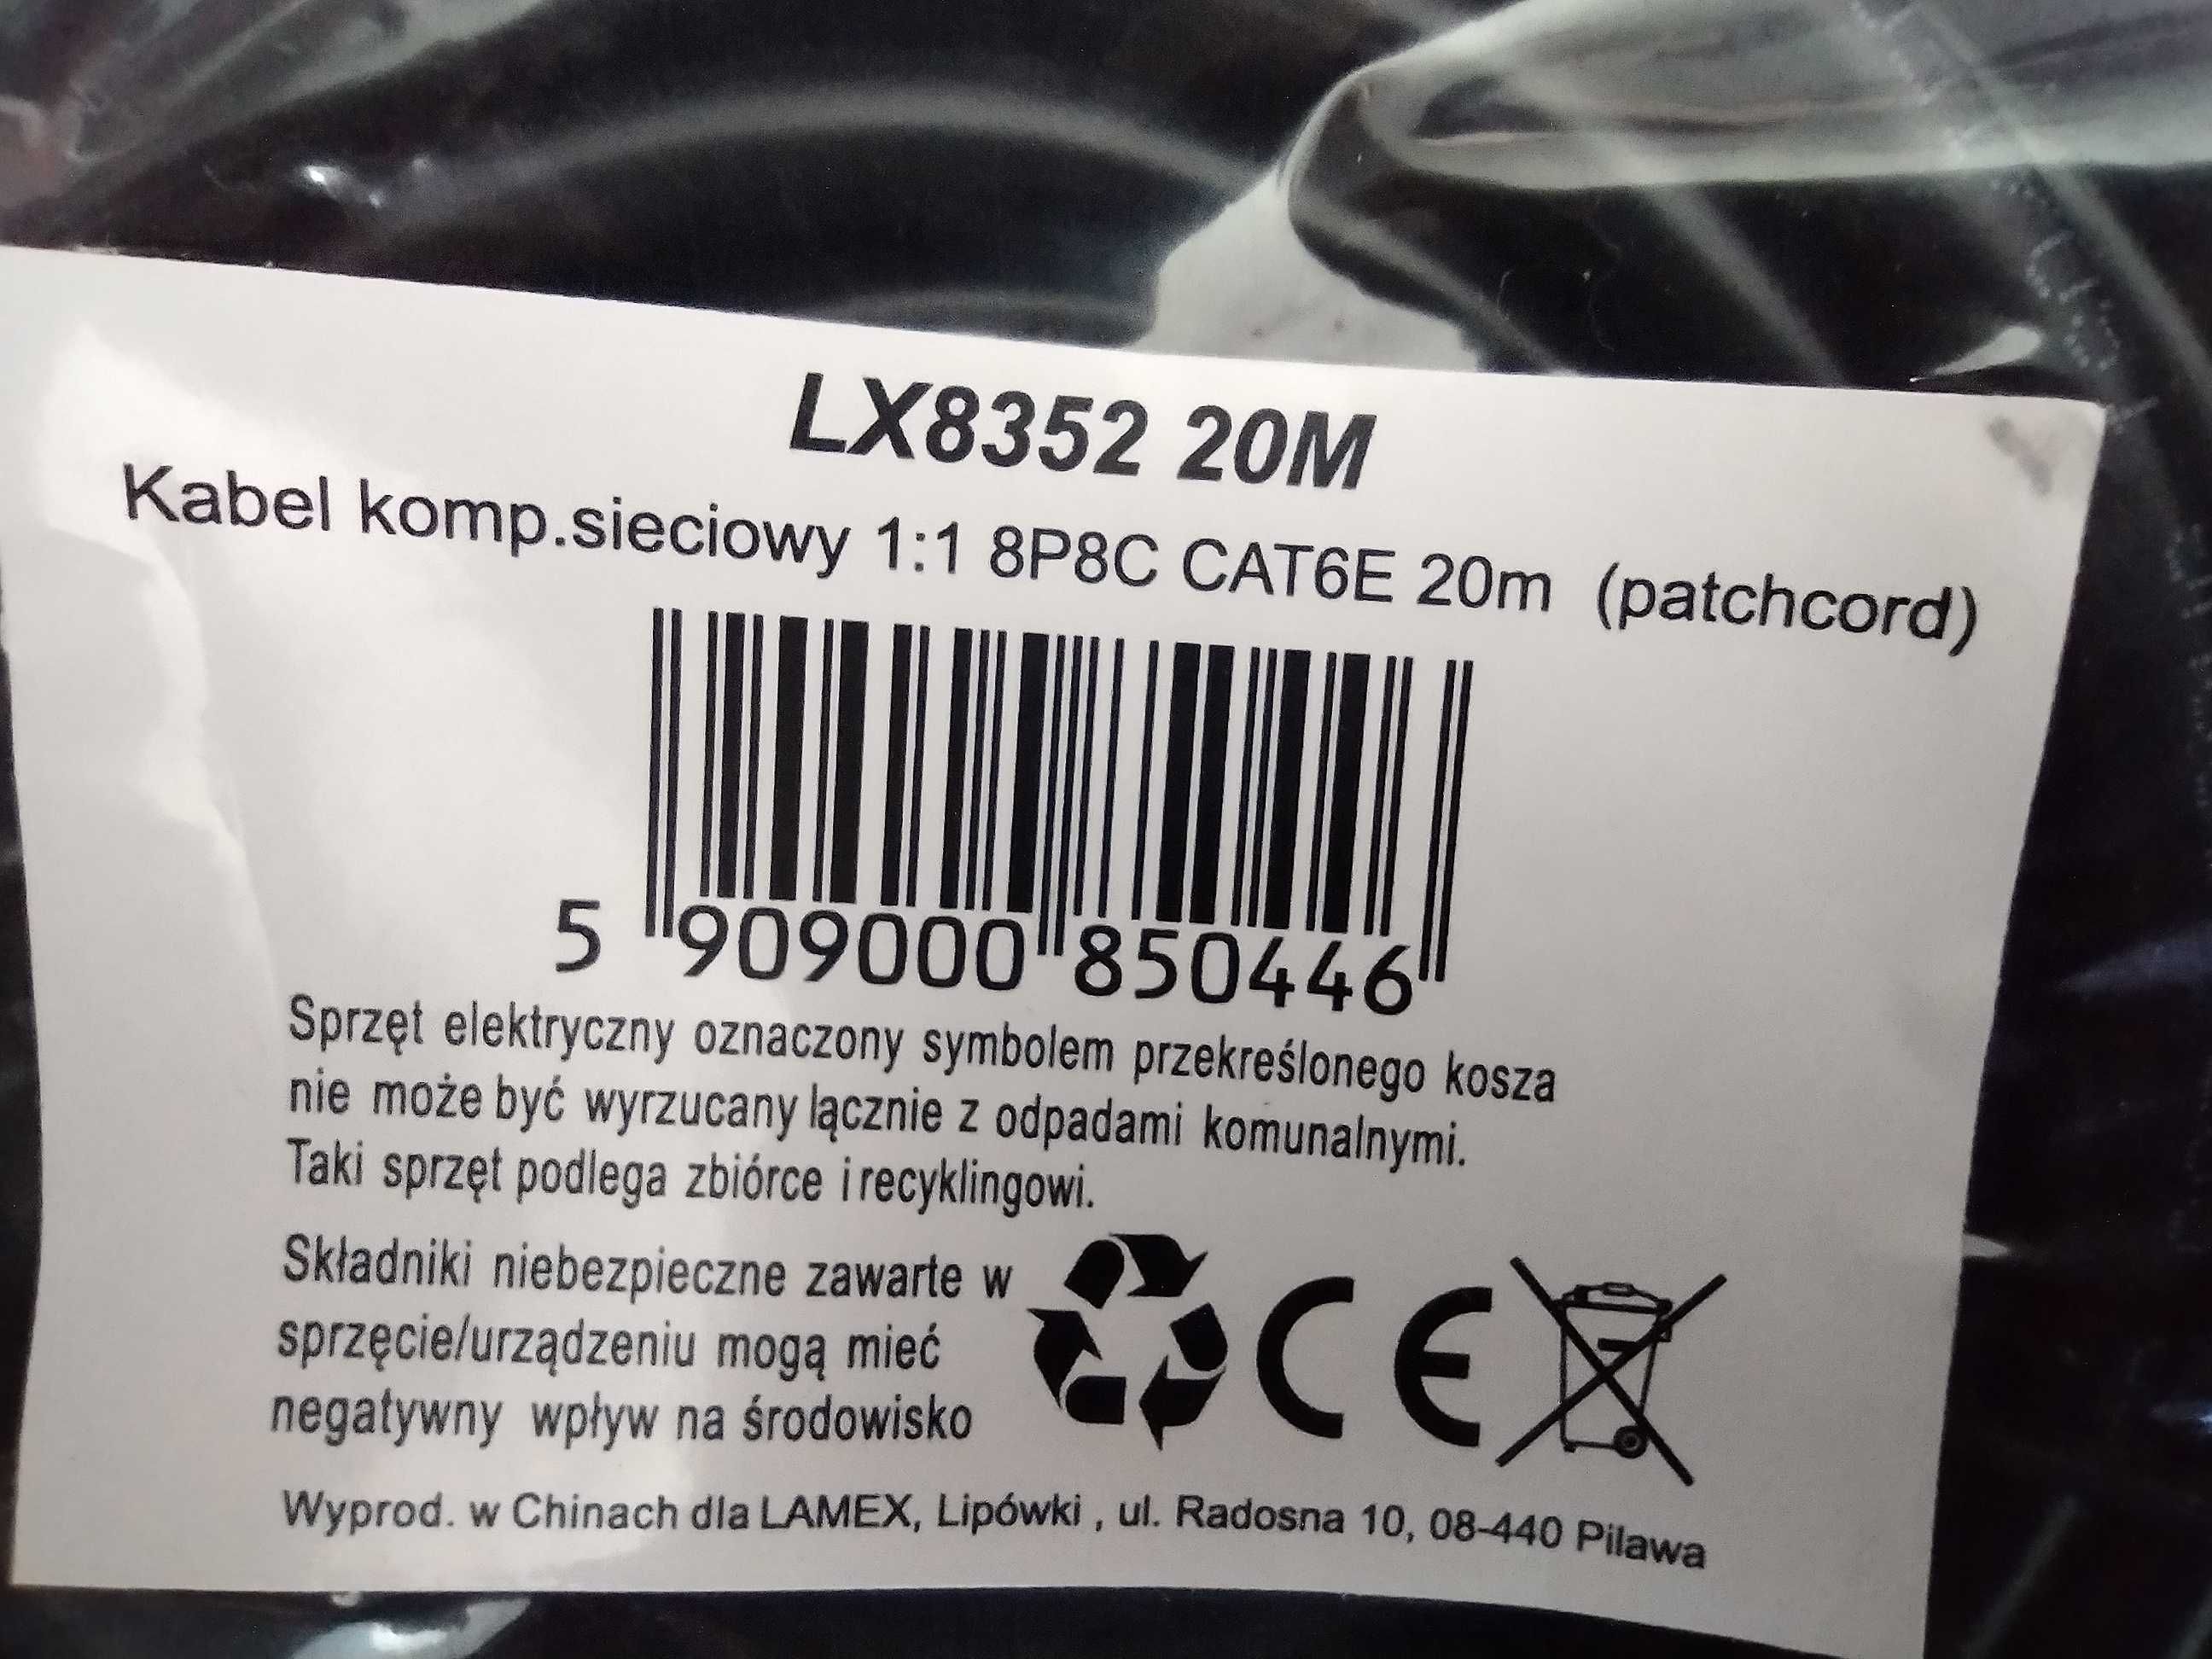 LX8352 20M
Kabel komp.sieciowy 1:1 8P8C CAT6E 20m (patchcord)
5 909000 850446
Sprzęt elektryczny oznaczony symbolem przekreślonego kosza
nie może być wyrzucany łącznie z odpadami komunalnymi.
Taki sprzęt podlega zbiórce i recyklingowi.
Składniki niebezpieczne zawarte w
sprzęcie/urządzeniu mogą mieć
negatywny wpływ na środowisko
CE
Wyprod. w Chinach dla LAMEX, Lipówki , ul. Radosna 10, 08-440 Pilawa